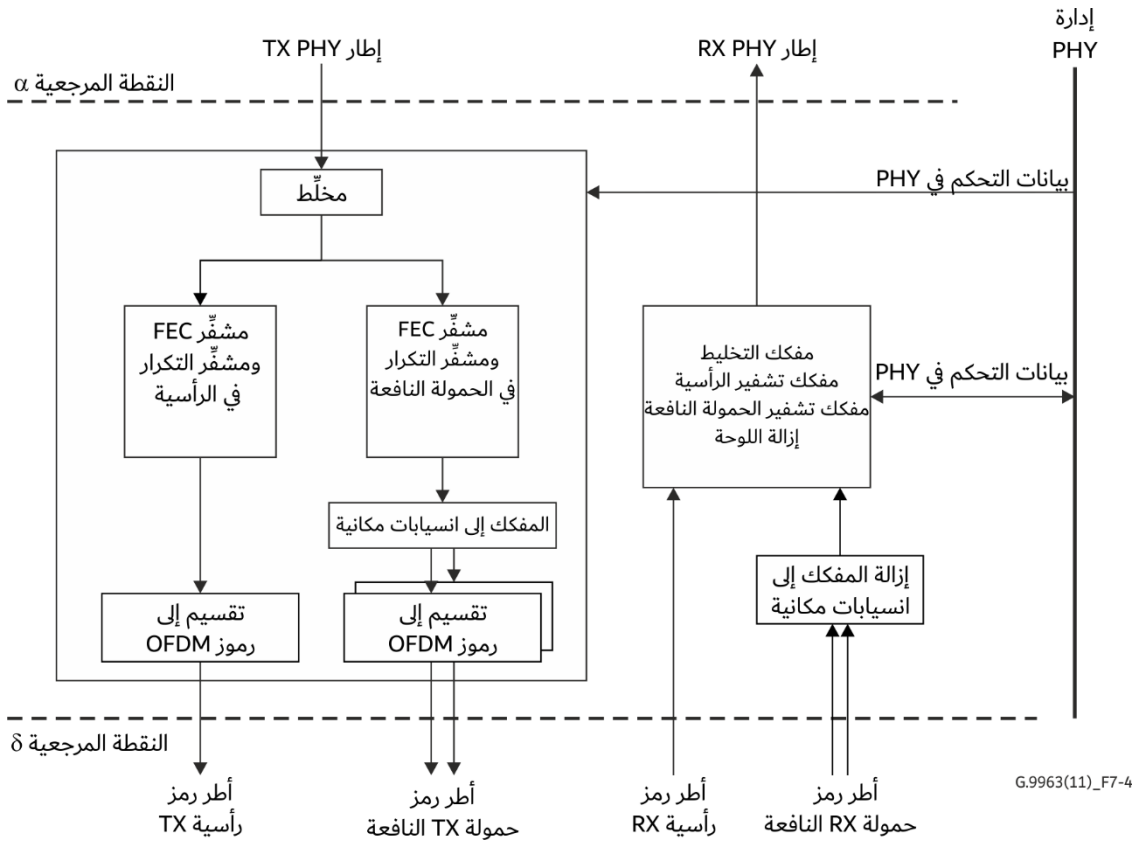 إدارة
PHY
إطار TX PHY
إطار RX PHY
النقطة المرجعية α
مخلِّط
بيانات التحكم في PHY
مشفِّر FEC
ومشفِّر التكرار
في الرأسية
مشفِّر FEC
ومشفِّر التكرار
في الحمولة النافعة
مفكك التخليط
مفكك تشفير الرأسية
مفكك تشفير الحمولة النافعة
إزالة اللوحة
بيانات التحكم في PHY
المفكك إلى انسيابات مكانية
إزالة المفكك إلى
انسيابات مكانية
تقسيم إلى
رموز OFDM
تقسيم إلى
رموز OFDM
النقطة المرجعية δ
أطر رمز
رأسية TX
أطر رمز
حمولة TX النافعة
أطر رمز
رأسية RX
أطر رمز
حمولة RX النافعة
G.9963(11)_F7-4